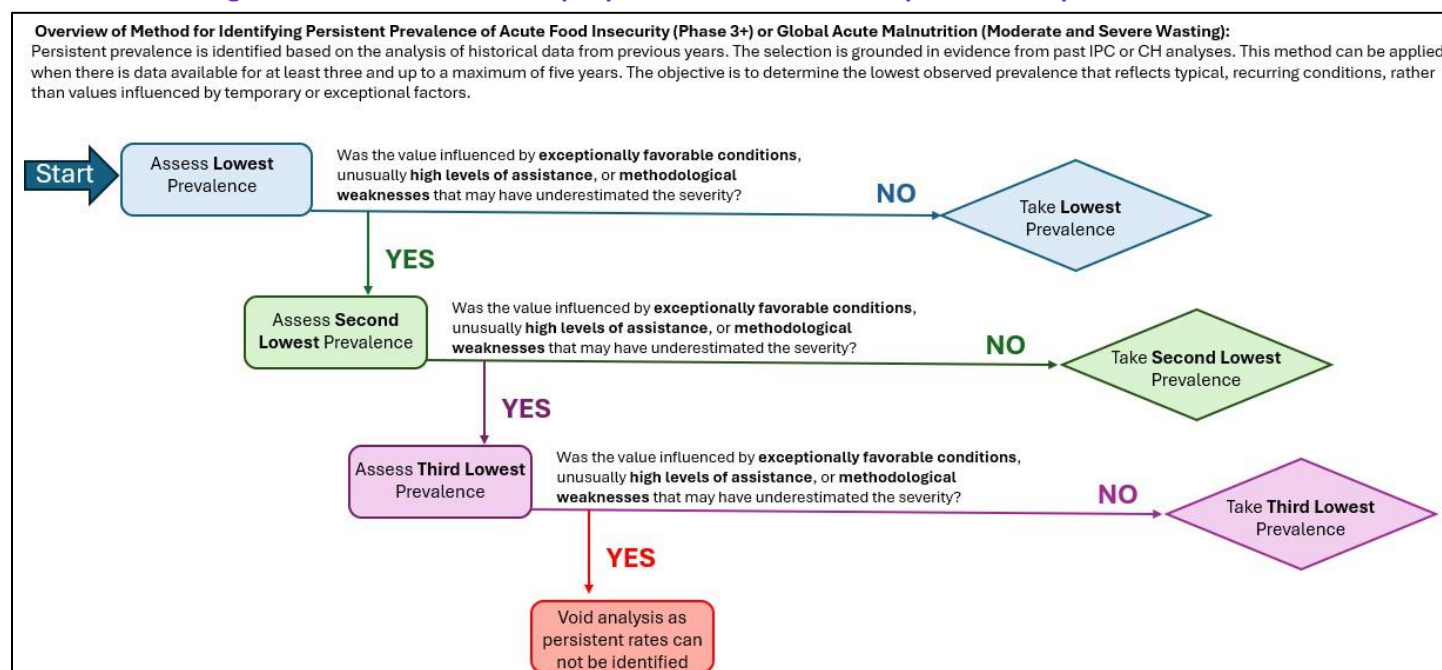 Overview of Method for Identifying Persistent Prevalence of Acute Food Insecurity (Phase 3+) or Global Acute Malnutrition (Moderate and Severe Wasting):
Persistent prevalence is identified based on the analysis of historical data from previous years. The selection is grounded in evidence from past IPC or CH analyses. This method can be applied
when there is data available for at least three and up to a maximum of five years. The objective is to determine the lowest observed prevalence that reflects typical, recurring conditions, rather
than values influenced by temporary or exceptional factors.
Start
Assess Lowest
Prevalence
Was the value influenced by exceptionally favorable conditions,
unusually high levels of assistance, or methodological
weaknesses that may have underestimated the severity?
NO
Take Lowest
Prevalence
YES
Assess Second
Lowest Prevalence
Was the value influenced by exceptionally favorable conditions,
unusually high levels of assistance, or methodological
weaknesses that may have underestimated the severity?
NO
Take Second Lowest
Prevalence
YES
Assess Third Lowest
Prevalence
Was the value influenced by exceptionally favorable conditions,
unusually high levels of assistance, or methodological
weaknesses that may have underestimated the severity?
NO
Take Third Lowest
Prevalence
YES
Void analysis as
persistent rates can
not be identified